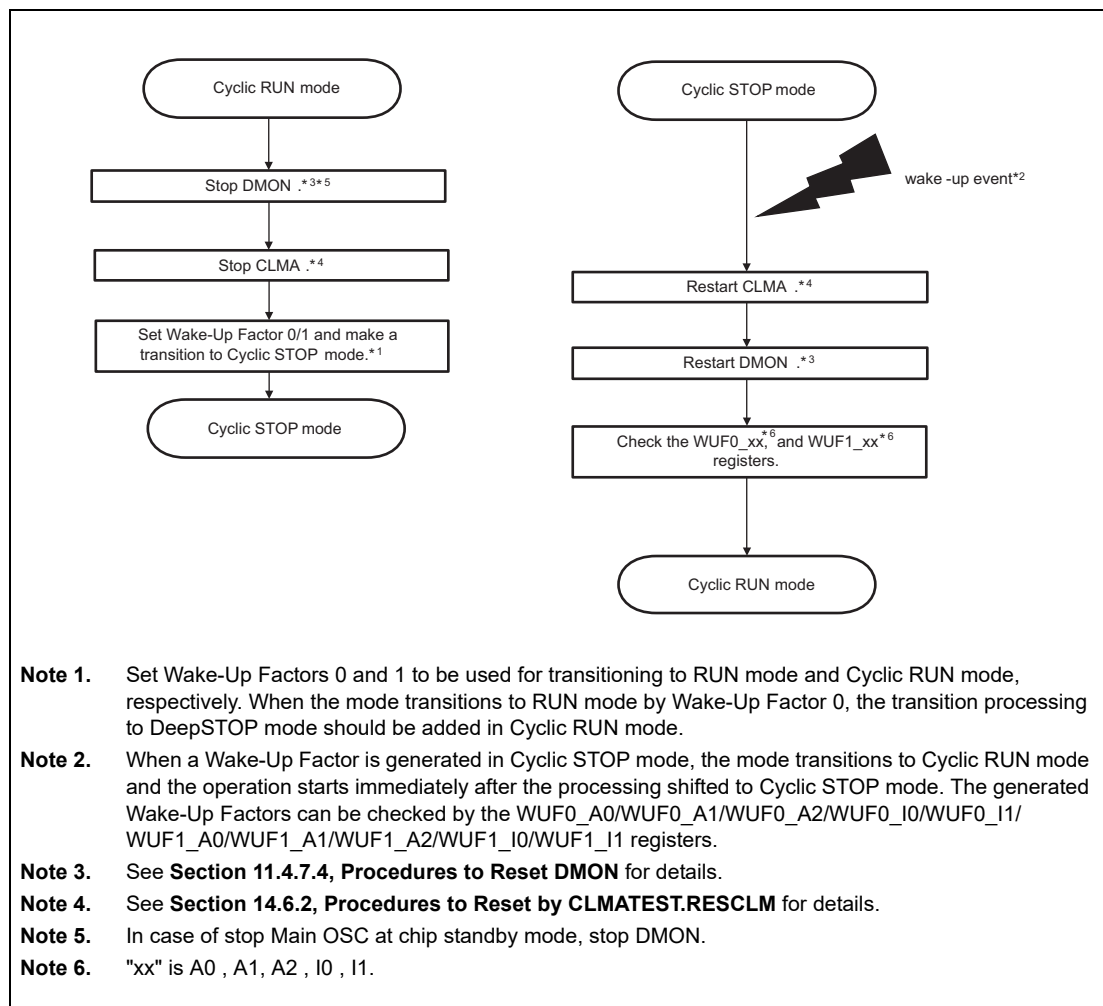 Cyclic RUN mode
Stop DMON .*3*5
Stop CLMA .*4
Set Wake-Up Factor 0/1 and make a
transition to Cyclic STOP mode.*1
Cyclic STOP mode
Cyclic STOP mode
wake -up event*2
Restart CLMA .*4
Restart DMON .*3
Check the WUF0_xx,*6 and WUF1_xx*6
registers.
Cyclic RUN mode
Note 1. Set Wake-Up Factors 0 and 1 to be used for transitioning to RUN mode and Cyclic RUN mode,
respectively. When the mode transitions to RUN mode by Wake-Up Factor 0, the transition processing
to DeepSTOP mode should be added in Cyclic RUN mode.
Note 2. When a Wake-Up Factor is generated in Cyclic STOP mode, the mode transitions to Cyclic RUN mode
and the operation starts immediately after the processing shifted to Cyclic STOP mode. The generated
Wake-Up Factors can be checked by the WUF0_A0/WUF0_A1/WUF0_A2/WUF0_I0/WUF0_I1/
WUF1_A0/WUF1_A1/WUF1_A2/WUF1_I0/WUF1_I1 registers.
Note 3. See Section 11.4.7.4, Procedures to Reset DMON for details.
Note 4. See Section 14.6.2, Procedures to Reset by CLMATEST.RESCLM for details.
Note 5. In case of stop Main OSC at chip standby mode, stop DMON.
Note 6. "xx" is A0 , A1, A2 , I0 , I1.